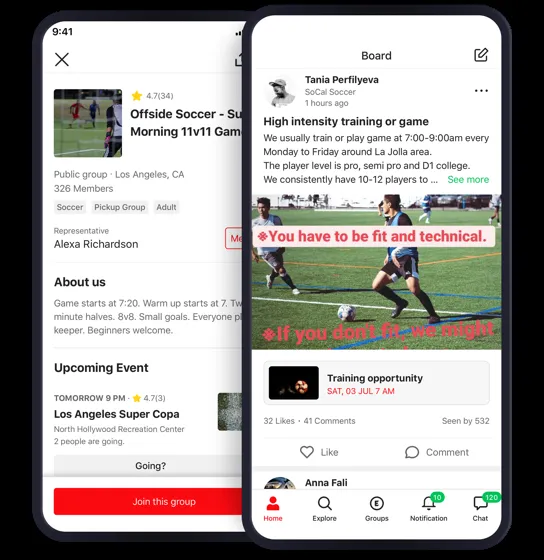 9:41
4.7(34)
Offside Soccer - Su
Morning 11v11 Gam
Public group · Los Angeles, CA
326 Members
Soccer
Pickup Group
Adult
Representative
Alexa Richardson
Me
About us
Game starts at 7:20. Warm up starts at 7. Tw
minute halves. 8v8. Small goals. Everyone pl
keeper. Beginners welcome.
Upcoming Event
TOMORROW 9 PM · 4.7(3)
Los Angeles Super Copa
North Hollywood Recreation Center
2 people are going.
Going?
Join this group
Board
Tania Perfilyeva
SoCal Soccer
1 hours ago
High intensity training or game
We usually train or play game at 7:00-9:00am every
Monday to Friday around La Jolla area.
The player level is pro, semi pro and D1 college.
We consistently have 10-12 players to ... See more
※You have to be fit and technical.
※If you don't fit, we might
Training opportunity
SAT, 03 JUL 7 AM
32 Likes · 41 Comments
Seen by 532
Like
Comment
Anna Fali
Home
Explore
E
Groups
10
Notification
120
Chat